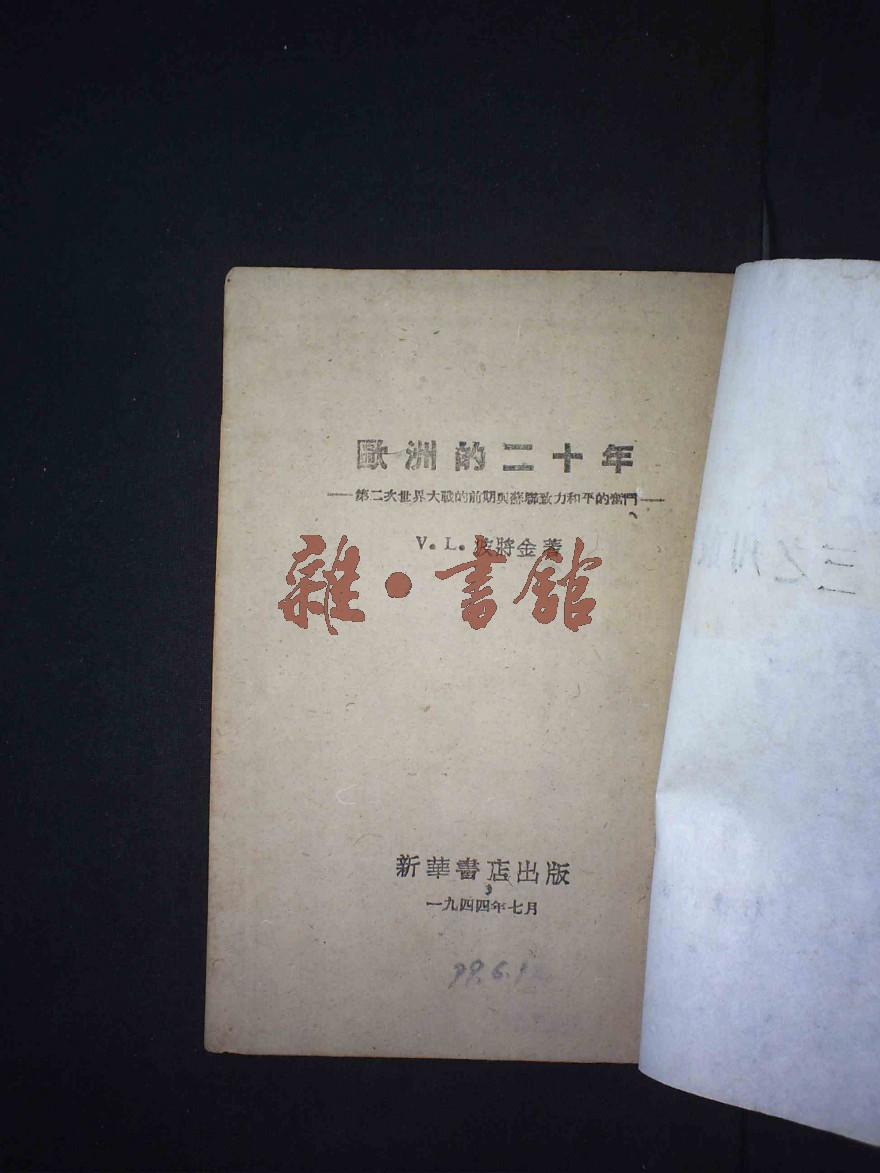 歐洲的二十年
——第二次世界大戰的前期與蘇聯致力和平的奮鬥——
V. L. 波將金著
雜·書館
新華書店出版
一九四四年七月